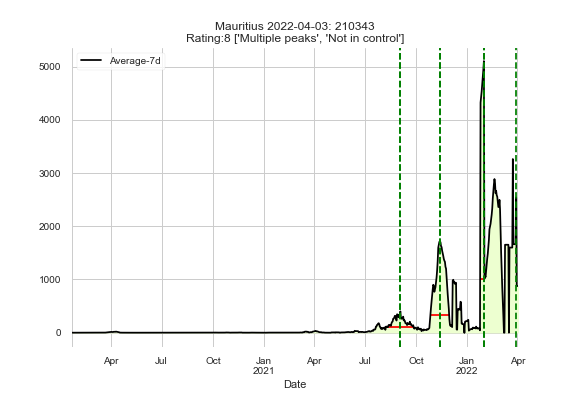 Mauritius 2022-04-03: 210343
Rating:8 ['Multiple peaks', 'Not in control']
Average-7d
5000
4000
3000
2000
1000
0
Apr Jul Oct Jan Apr Jul Oct Jan Apr
2021 2022
Date